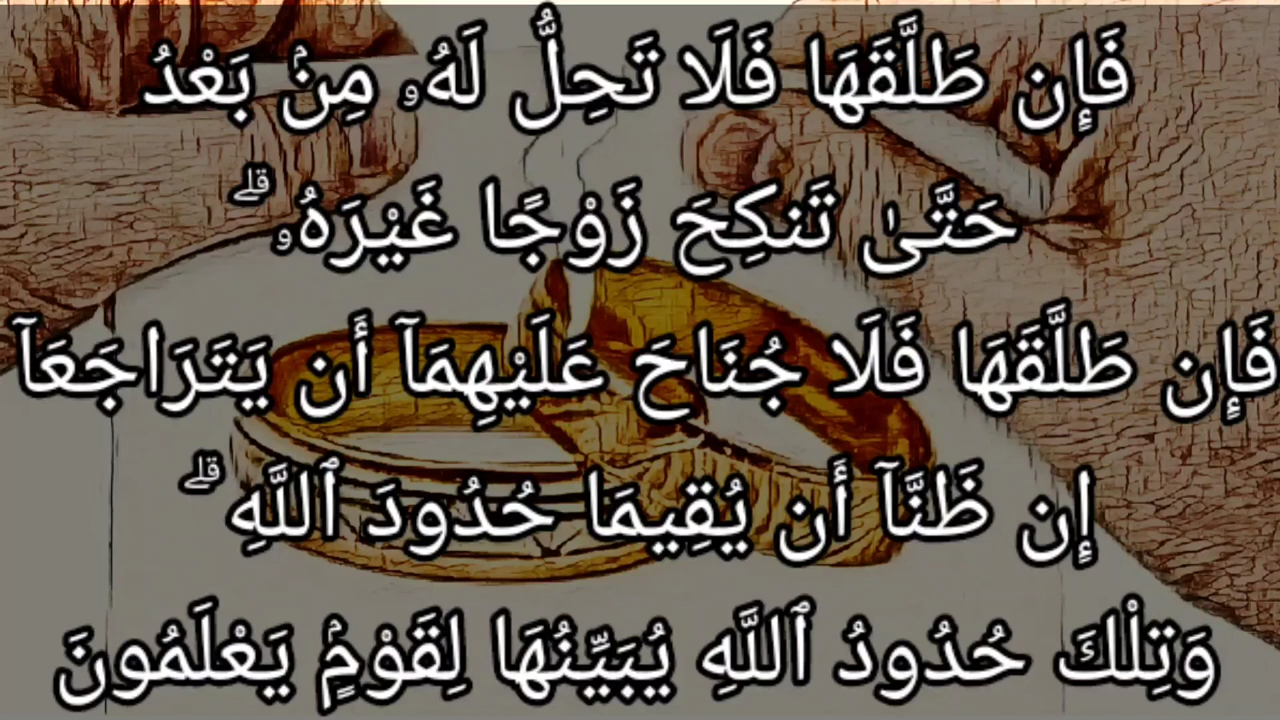 فَإِن طَلَّقَهَا فَلَا تَحِلُّ لَهُۥ مِنۢ بَعْدُ
حَتَّىٰ تَنكِحَ زَوْجًا غَيْرَهُۥ ۗ
فَإِن طَلَّقَهَا فَلَا جُنَاحَ عَلَيْهِمَآ أَن يَتَرَاجَعَآ
إِن ظَنَّآ أَن يُقِيمَا حُدُودَ ٱللَّهِ ۗ
وَتِلْكَ حُدُودُ ٱللَّهِ يُبَيِّنُهَا لِقَوْمٍۢ يَعْلَمُونَ